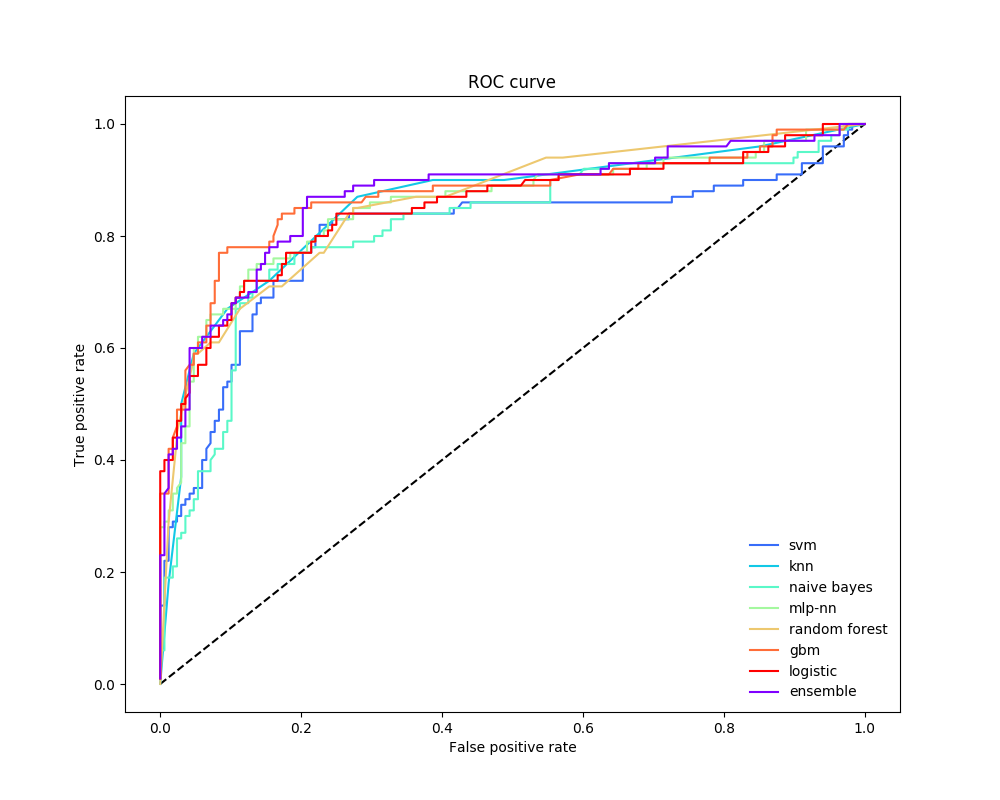 ROC curve
True positive rate
1.0
0.8
0.6
0.4
0.2
0.0
svm
knn
naive bayes
mlp-nn
random forest
gbm
logistic
ensemble
0.0 0.2 0.4 0.6 0.8 1.0
False positive rate